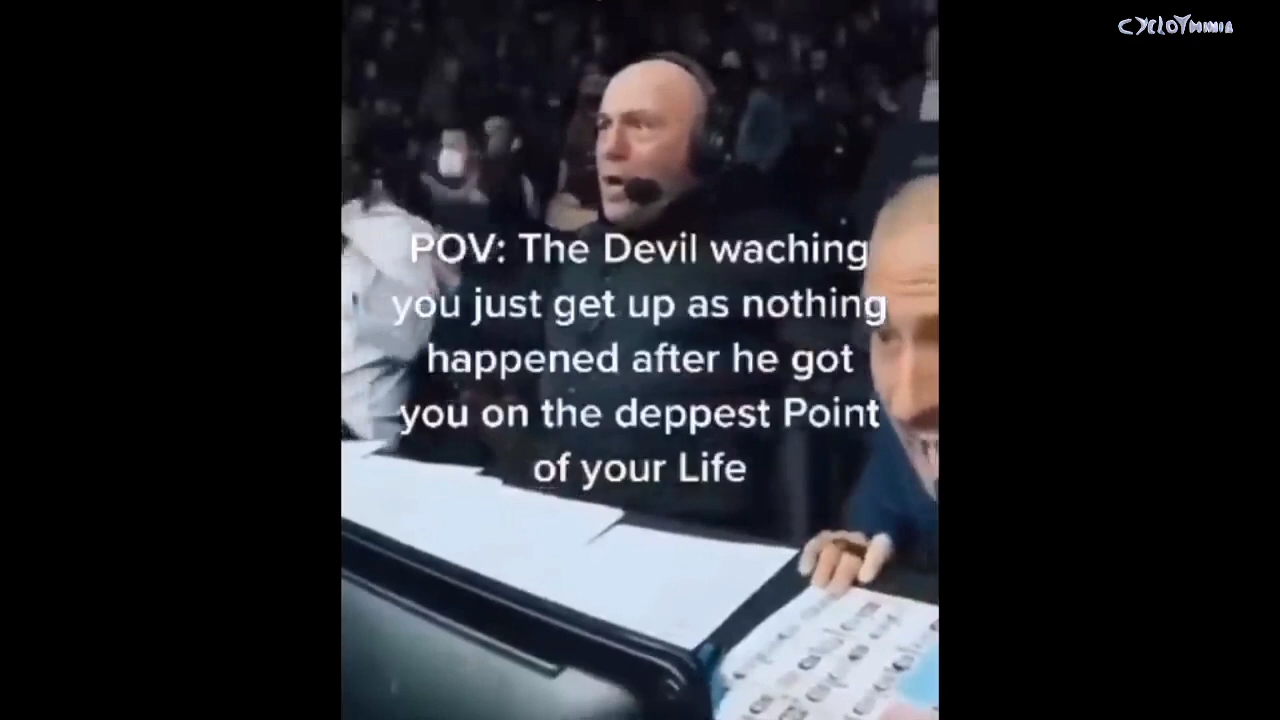 CYCLOYMINIA
POV: The Devil waching
you just get up as nothing
happened after he got
you on the deppest Point
of your Life